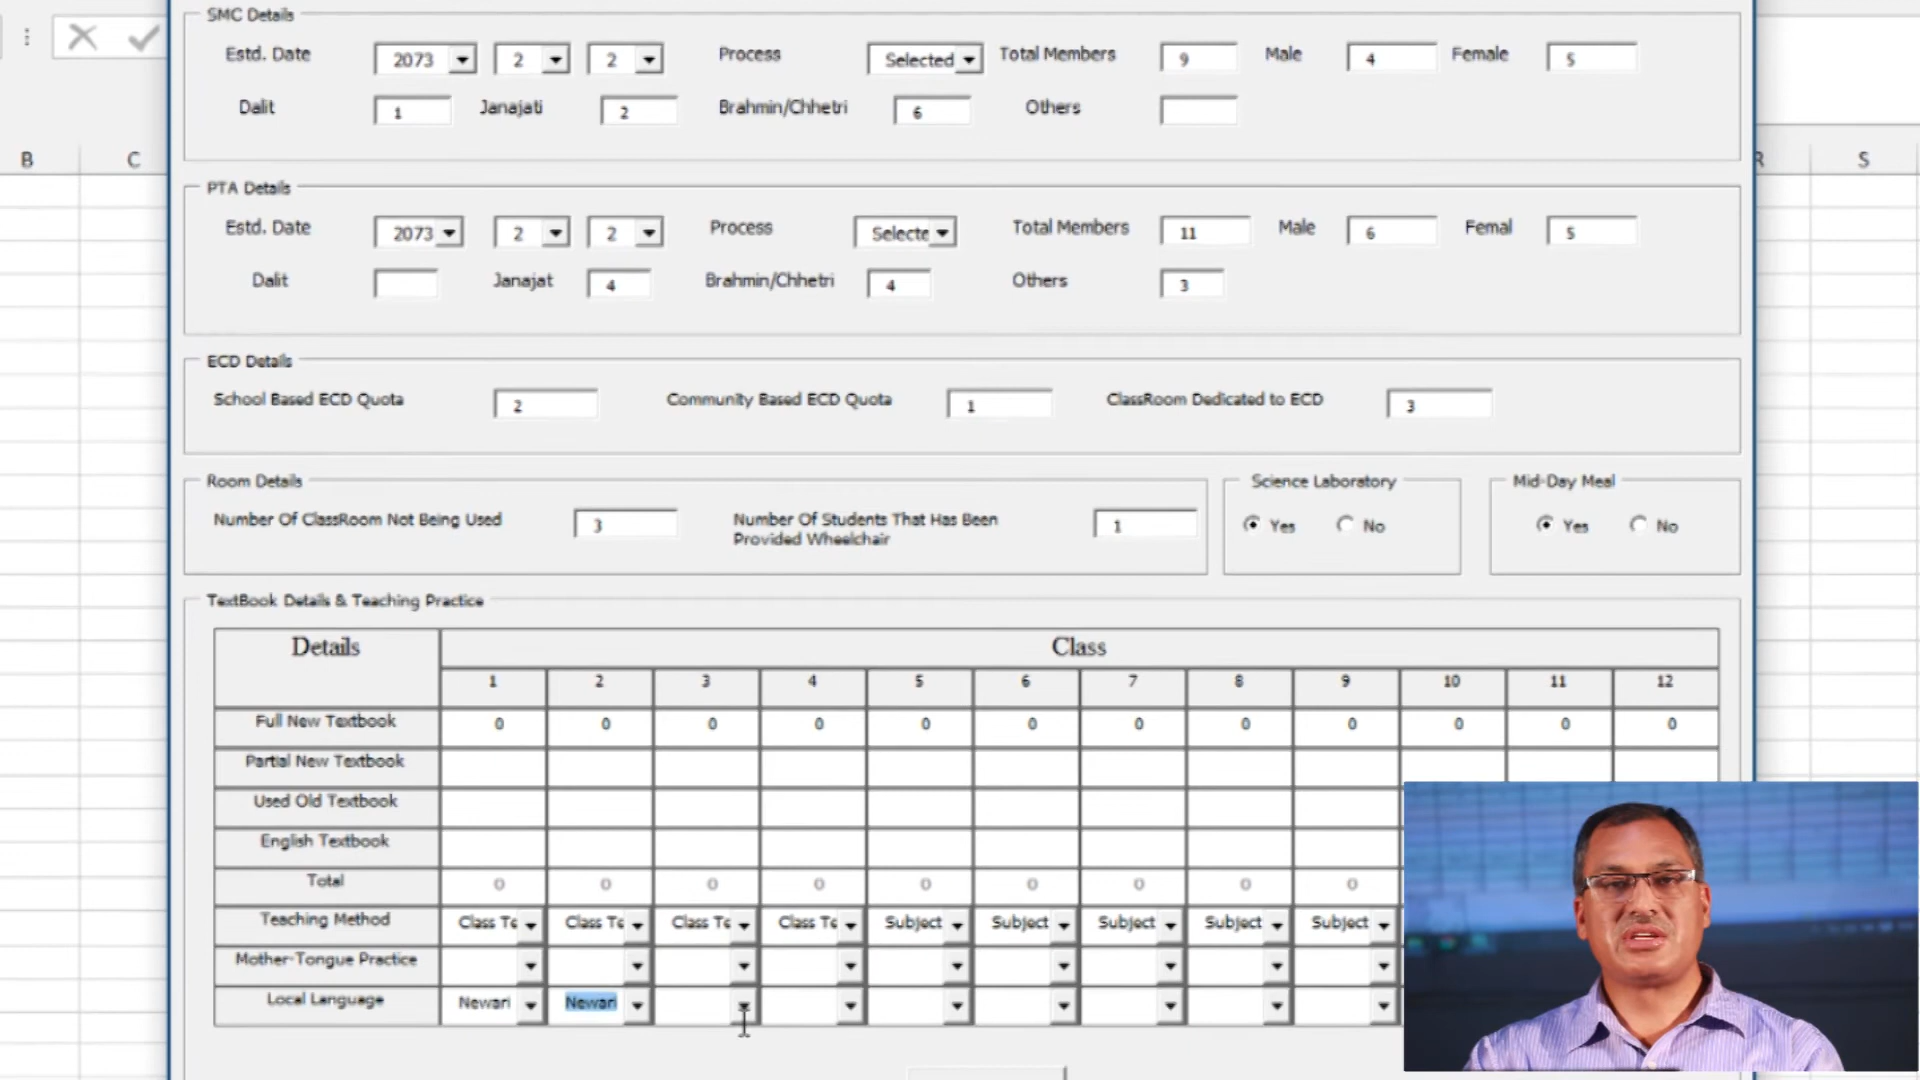 SMC Details
Estd. Date 2073 2 2 Process Selected Total Members 9 Male 4 Female 5
Dalit 1 Janajati 2 Brahmin/Chhetri 6 Others
B C R S
PTA Details
Estd. Date 2073 2 2 Process Selecte Total Members 11 Male 6 Femal 5
Dalit Janajat 4 Brahmin/Chhetri 4 Others 3
ECD Details
School Based ECD Quota 2 Community Based ECD Quota 1 ClassRoom Dedicated to ECD 3
Room Details Science Laboratory Mid-Day Meal
Number Of ClassRoom Not Being Used 3 Number Of Students That Has Been 1 Yes No Yes No
Provided Wheelchair
TextBook Details & Teaching Practice
Details Class
1 2 3 4 5 6 7 8 9 10 11 12
Full New Textbook 0 0 0 0 0 0 0 0 0 0 0 0
Partial New Textbook
Used Old Textbook
English Textbook
Total 0 0 0 0 0 0 0 0 0
Teaching Method Class Te Class Te Class Te Class Te Subject Subject Subject Subject Subject
Mother-Tongue Practice
Local Language Newari Newari